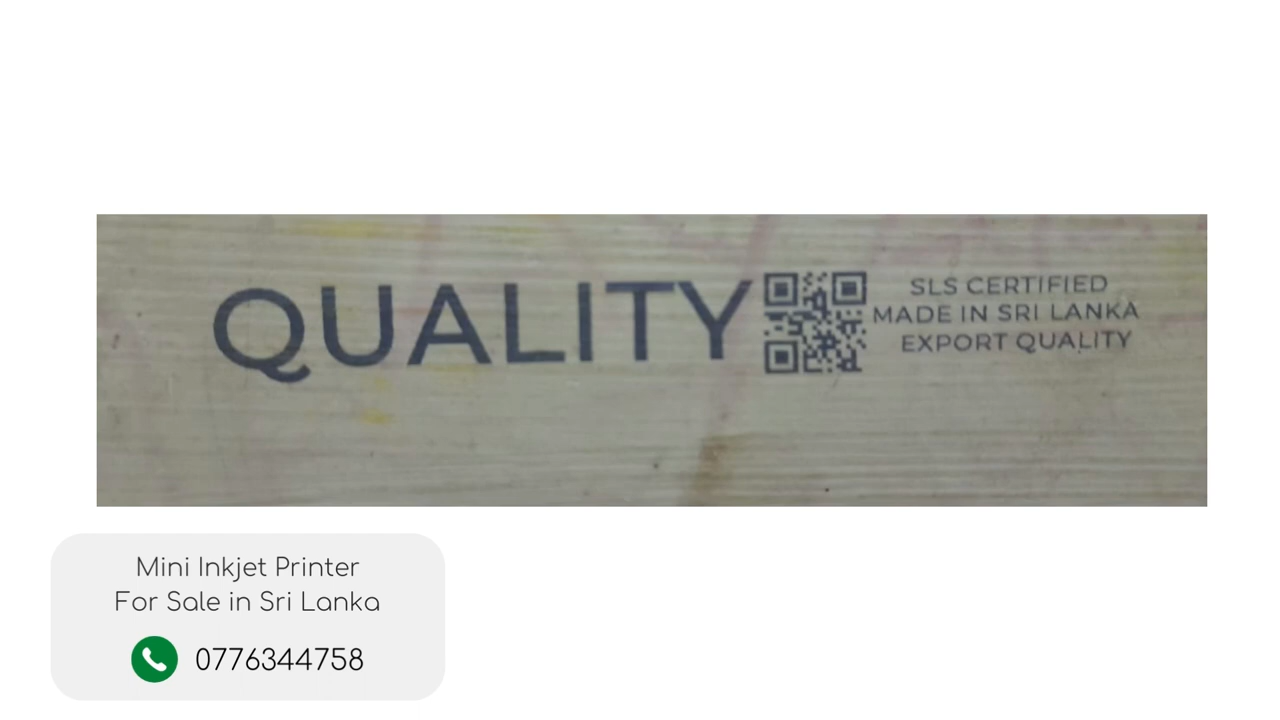 QUALITY
SLS CERTIFIED
MADE IN SRI LANKA
EXPORT QUALITY
Mini Inkjet Printer
For Sale in Sri Lanka
0776344758